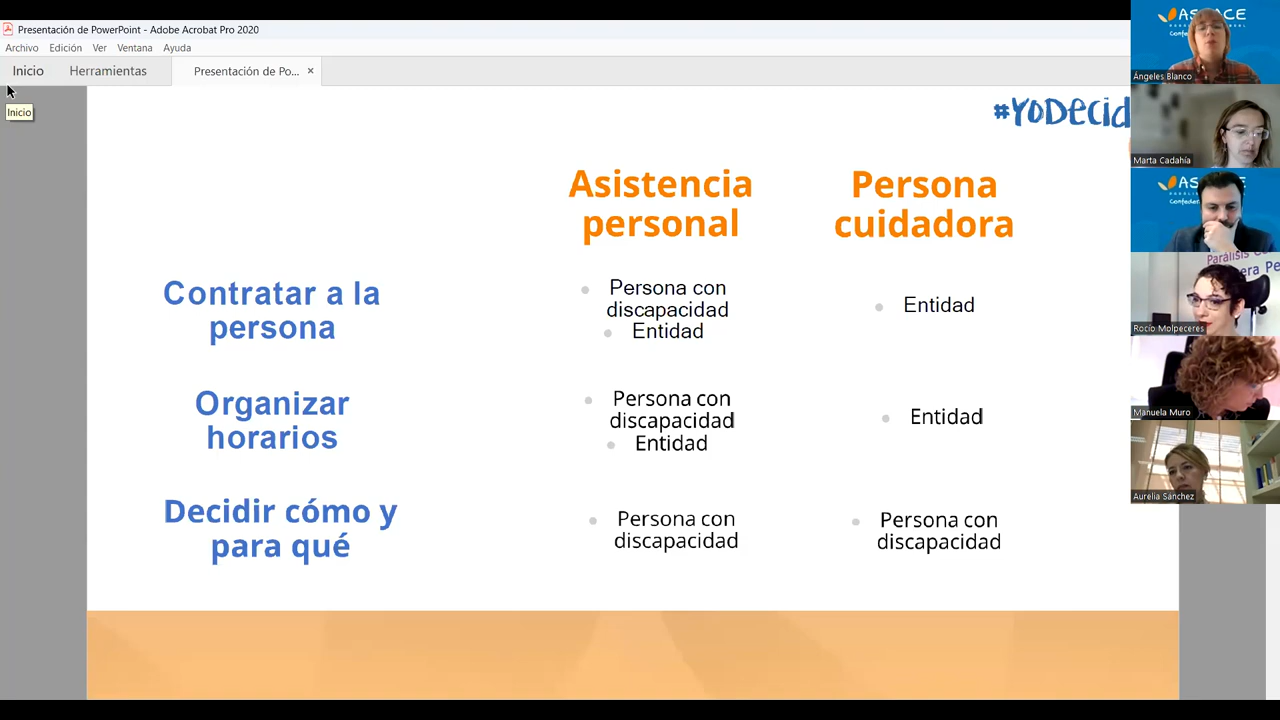 Presentación de PowerPoint - Adobe Acrobat Pro 2020
Archivo Edición Ver Ventana Ayuda
Inicio Herramientas Presentación de Po... ×
Inicio
#YODecid
Asistencia
personal
Persona
cuidadora
Contratar a la
persona
Persona con
discapacidad
Entidad
Entidad
Organizar
horarios
Persona con
discapacidad
Entidad
Entidad
Decidir cómo y
para qué
Persona con
discapacidad
Persona con
discapacidad
Ángeles Blanco
Marta Cadahía
Rocío Molpeceres
Manuela Muro
Aurelia Sánchez